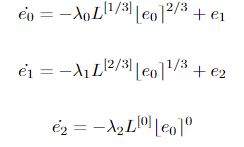 ė₀ = −λ₀L^[1/3]⌊e₀⌉^2/3 + e₁
ė₁ = −λ₁L^[2/3]⌊e₀⌉^1/3 + e₂
ė₂ = −λ₂L^[0]⌊e₀⌉^0